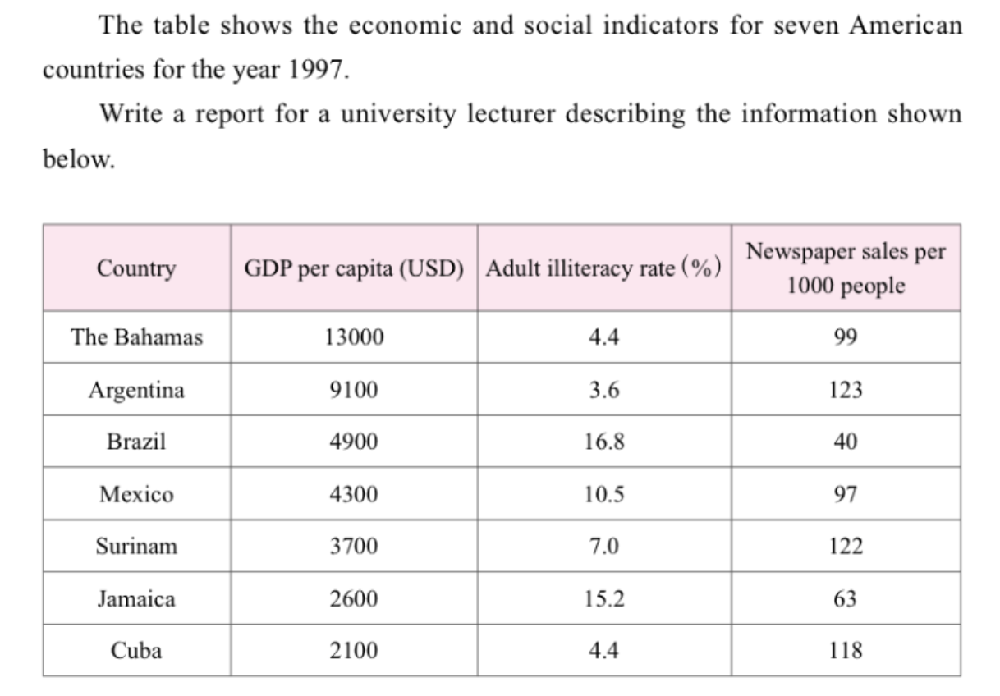 The table shows the economic and social indicators for seven American
countries for the year 1997.
Write a report for a university lecturer describing the information shown
below.
Country GDP per capita (USD) Adult illiteracy rate (%) Newspaper sales per
1000 people
The Bahamas 13000 4.4 99
Argentina 9100 3.6 123
Brazil 4900 16.8 40
Mexico 4300 10.5 97
Surinam 3700 7.0 122
Jamaica 2600 15.2 63
Cuba 2100 4.4 118